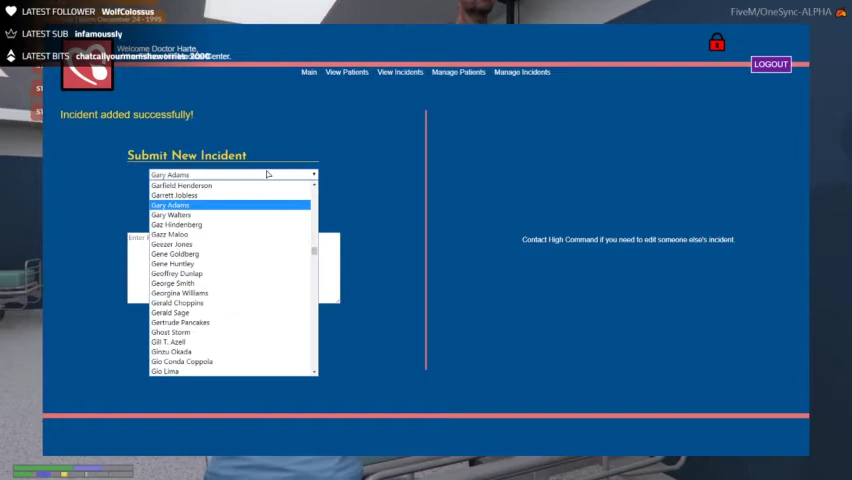 LATEST FOLLOWER WolfColossus
LATEST SUB infamously
LATEST BITS
FiveM/OneSync-ALPHA
Welcome Doctor Harte,
Center.
LOGOUT
Main View Patients View Incidents Manage Patients Manage Incidents
Incident added successfully!
Submit New Incident
Gary Adams
Garfield Henderson
Garrett Jobless
Gary Adams
Gary Walters
Gaz Hindenberg
Gazz Maloo
Geezer Jones
Gene Goldberg
Gene Huntley
Geoffrey Dunlap
George Smith
Georgina Williams
Gerald Choppins
Gerald Sage
Gertrude Pancakes
Ghost Storm
Gill T. Azell
Ginzu Okada
Gio Conda Coppola
Gio Lima
Enter
Contact High Command if you need to edit someone else's incident.